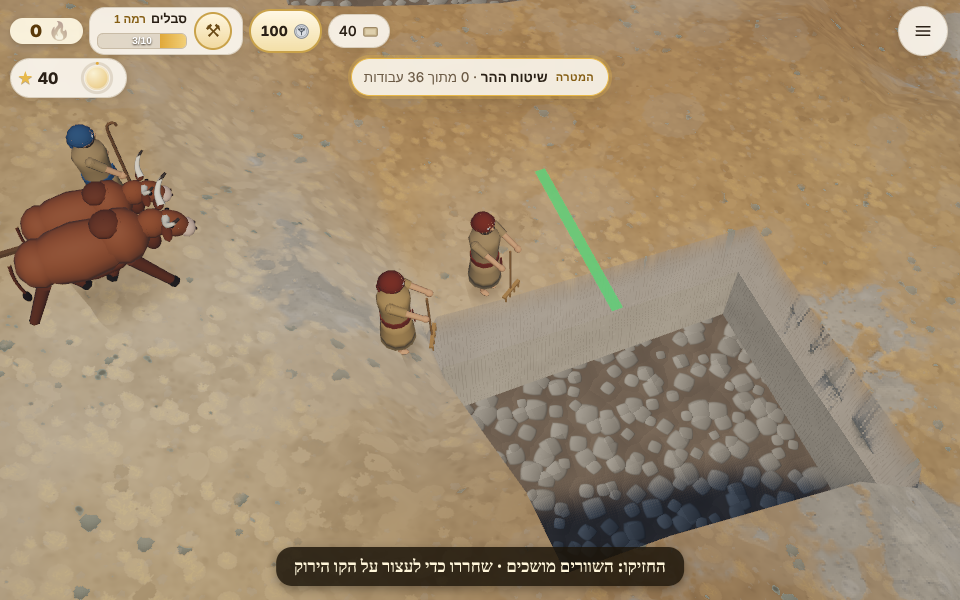 40
100
סבלים רמה 1
3/10
0
40
המטרה שיטוח ההר · 0 מתוך 36 עבודות
החזיקו: השוורים מושכים · שחררו כדי לעצור על הקו הירוק